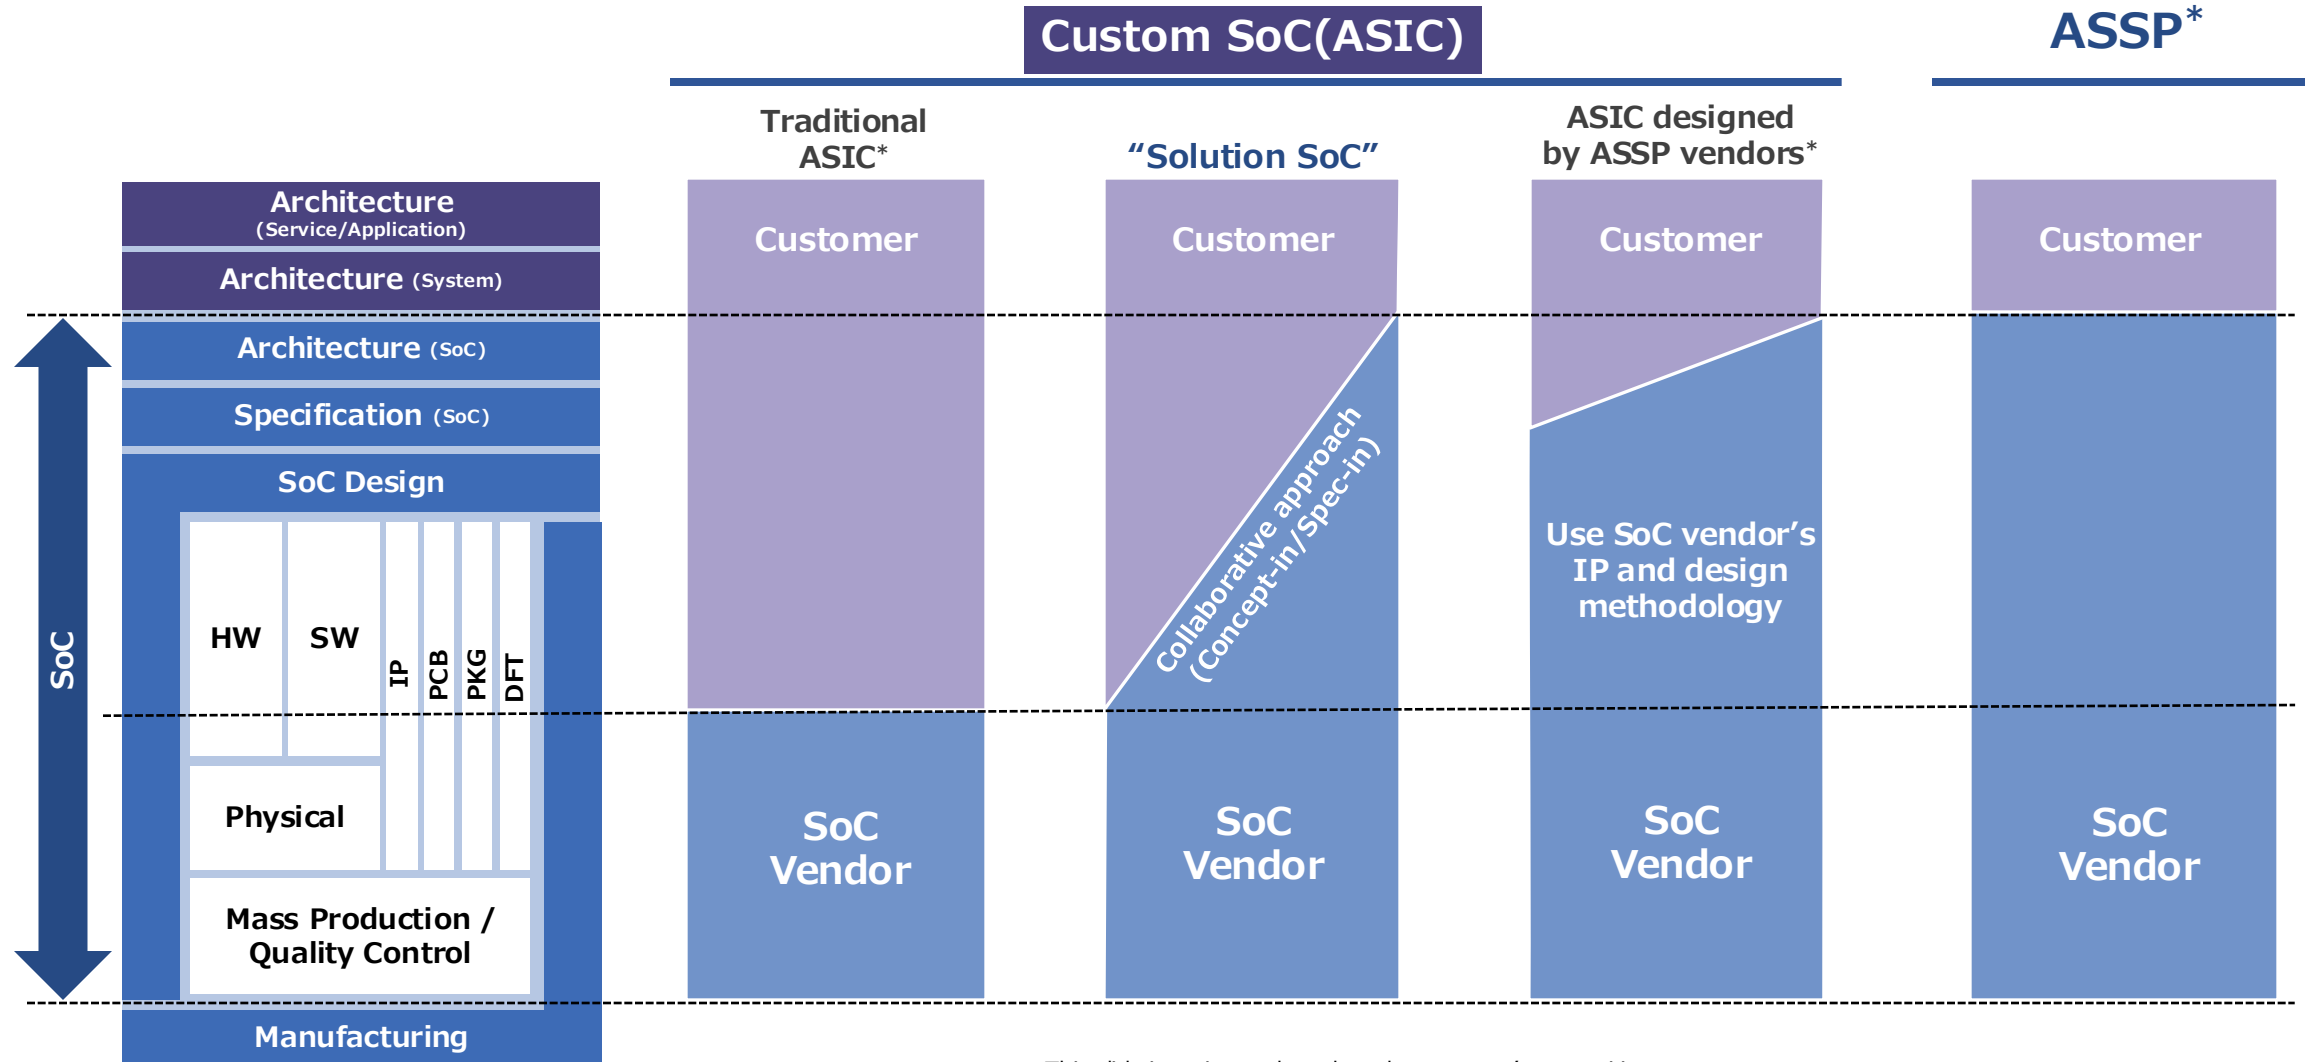 Custom SoC(ASIC)
ASSP*
Traditional
ASIC*
“Solution SoC”
ASIC designed
by ASSP vendors*
Architecture
(Service/Application)
Architecture (System)
Architecture (SoC)
Specification (SoC)
SoC Design
HW
SW
IP
PCB
PKG
DFT
Physical
Mass Production /
Quality Control
Manufacturing
SoC
Customer
SoC
Vendor
Customer
Collaborative approach
(Concept-in/Spec-in)
SoC
Vendor
Customer
Use SoC vendor’s
IP and design
methodology
SoC
Vendor
Customer
SoC
Vendor